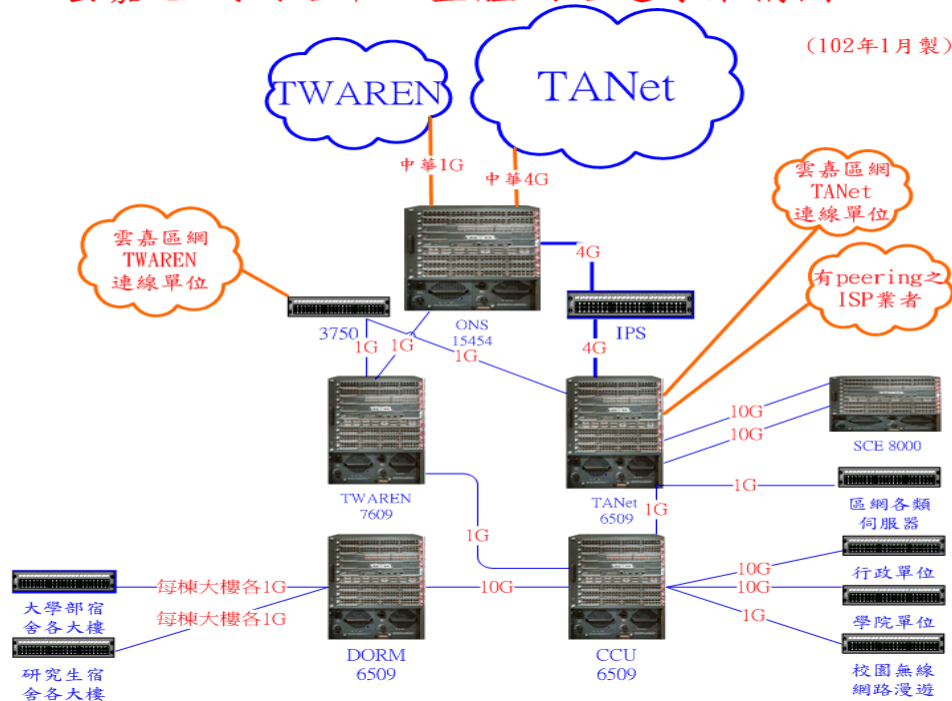 (102年1月製)
TWAREN
TANet
中華1G
中華4G
雲嘉區網
TANet
連線單位
雲嘉區網
TWAREN
連線單位
4G
有peering之
ISP業者
3750
ONS
15454
IPS
1G
1G
1G
4G
10G
10G
SCE 8000
TWAREN
7609
TANet
6509
1G
1G
區網各類
伺服器
1G
10G
行政單位
每棟大樓各1G
10G
10G
大學部宿
舍各大樓
每棟大樓各1G
1G
學院單位
DORM
6509
CCU
6509
研究生宿
舍各大樓
校園無線
網路漫遊